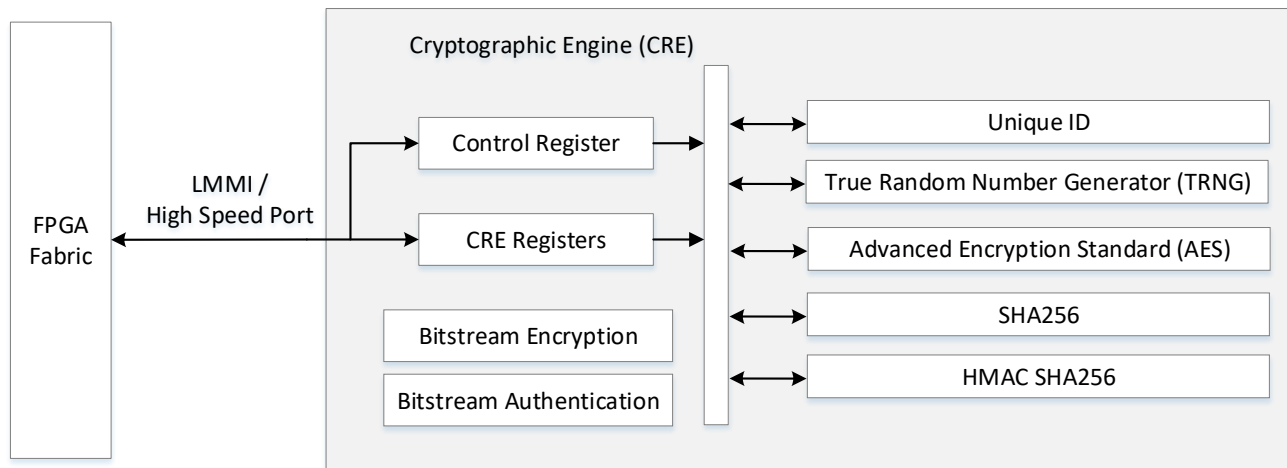 Cryptographic Engine (CRE)
FPGA
Fabric
LMMI /
High Speed Port
Control Register
CRE Registers
Bitstream Encryption
Bitstream Authentication
Unique ID
True Random Number Generator (TRNG)
Advanced Encryption Standard (AES)
SHA256
HMAC SHA256